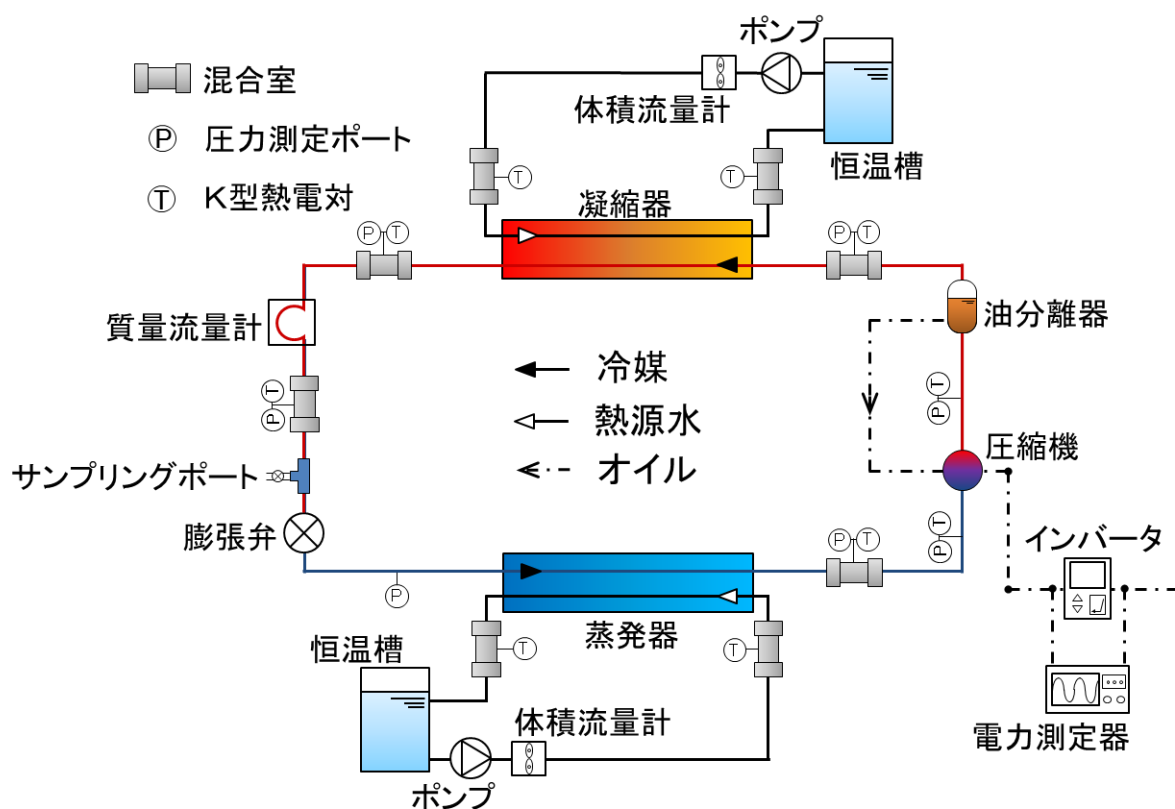 ポンプ
混合室
体積流量計
恒温槽
Ⓟ 圧力測定ポート
Ⓣ K型熱電対
T
T
凝縮器
P T
P T
質量流量計
油分離器
冷媒
T
P
T
P
熱源水
圧縮機
サンプリングポート
オイル
膨張弁
T
P
インバータ
P T
P
蒸発器
恒温槽
T
T
体積流量計
電力測定器
ポンプ